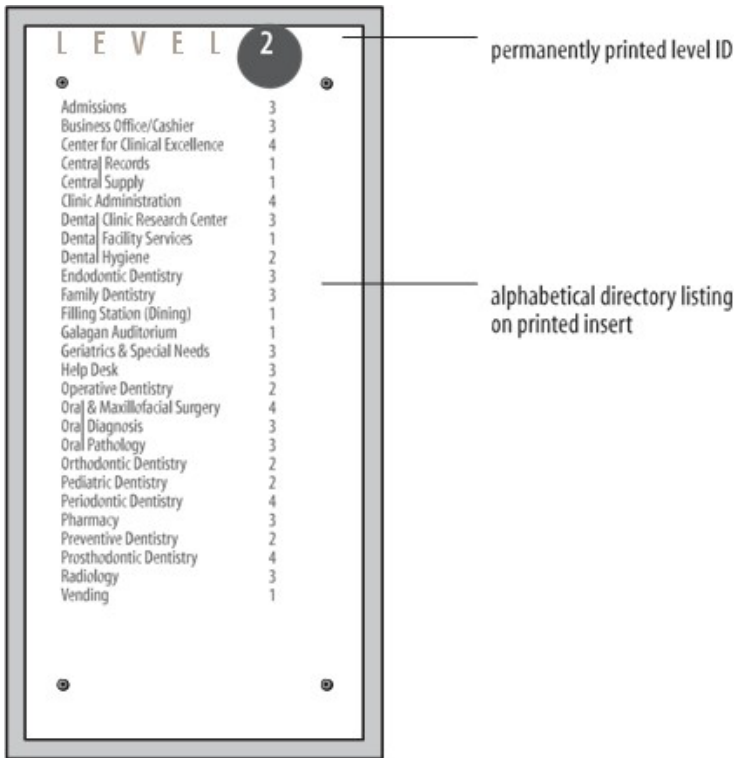 LEVEL 2
permanently printed level ID
Admissions 3
Business Office/Cashier 3
Center for Clinical Excellence 4
Central Records 1
Central Supply 1
Clinic Administration 4
Dental Clinic Research Center 3
Dental Facility Services 1
Dental Hygiene 2
Endodontic Dentistry 3
Family Dentistry 3
Filling Station (Dining) 1
Galagan Auditorium 1
Geriatrics & Special Needs 3
Help Desk 3
Operative Dentistry 2
Oral & Maxillofacial Surgery 4
Oral Diagnosis 3
Oral Pathology 3
Orthodontic Dentistry 2
Pediatric Dentistry 2
Periodontic Dentistry 4
Pharmacy 3
Preventive Dentistry 2
Prosthodontic Dentistry 4
Radiology 3
Vending 1
alphabetical directory listing
on printed insert